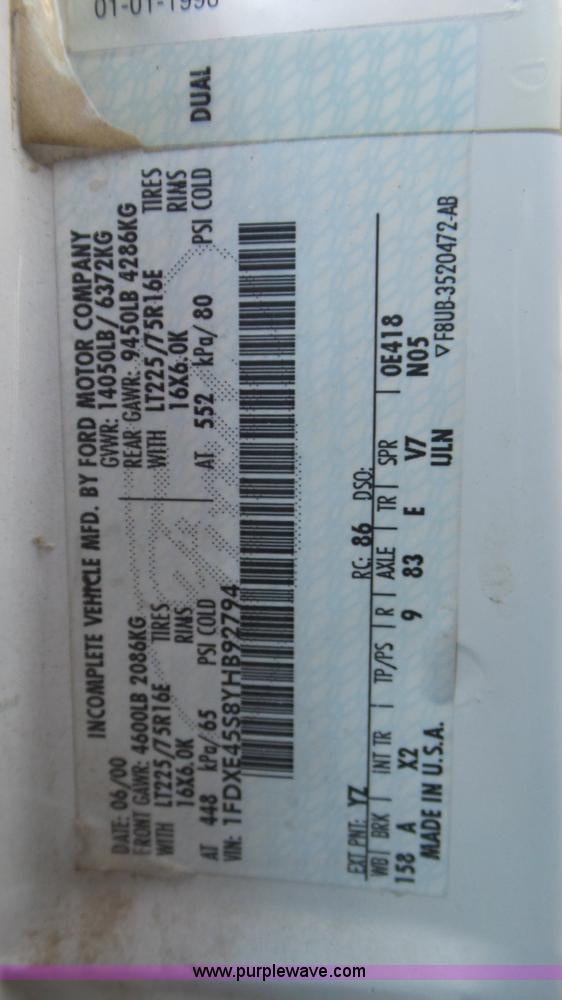 01-01-1998
INCOMPLETE VEHICLE MFD. BY FORD MOTOR COMPANY
DATE: 06/00 GVWR: 14050LB/ 6372KG
FRONT GAWR: 4600LB 2086KG REAR GAWR: 9450LB 4286KG
WITH LT225/75R16E TIRES WITH LT225/75R16E TIRES
16X6.0K RIMS 16X6.0K RIMS DUAL
AT 448 kPa/ 65 PSI COLD AT 552 kPa/ 80 PSI COLD
VIN: 1FDXE45S8YHB92794
EXT PNT: YZ RC: 86 DSO:
WB BRK INT TR TP/PS R AXLE TR SPR 0E418
158 A X2 9 83 E V7 N05
MADE IN U.S.A. ULN ▽F8UB-3520472-AB
www.purplewave.com